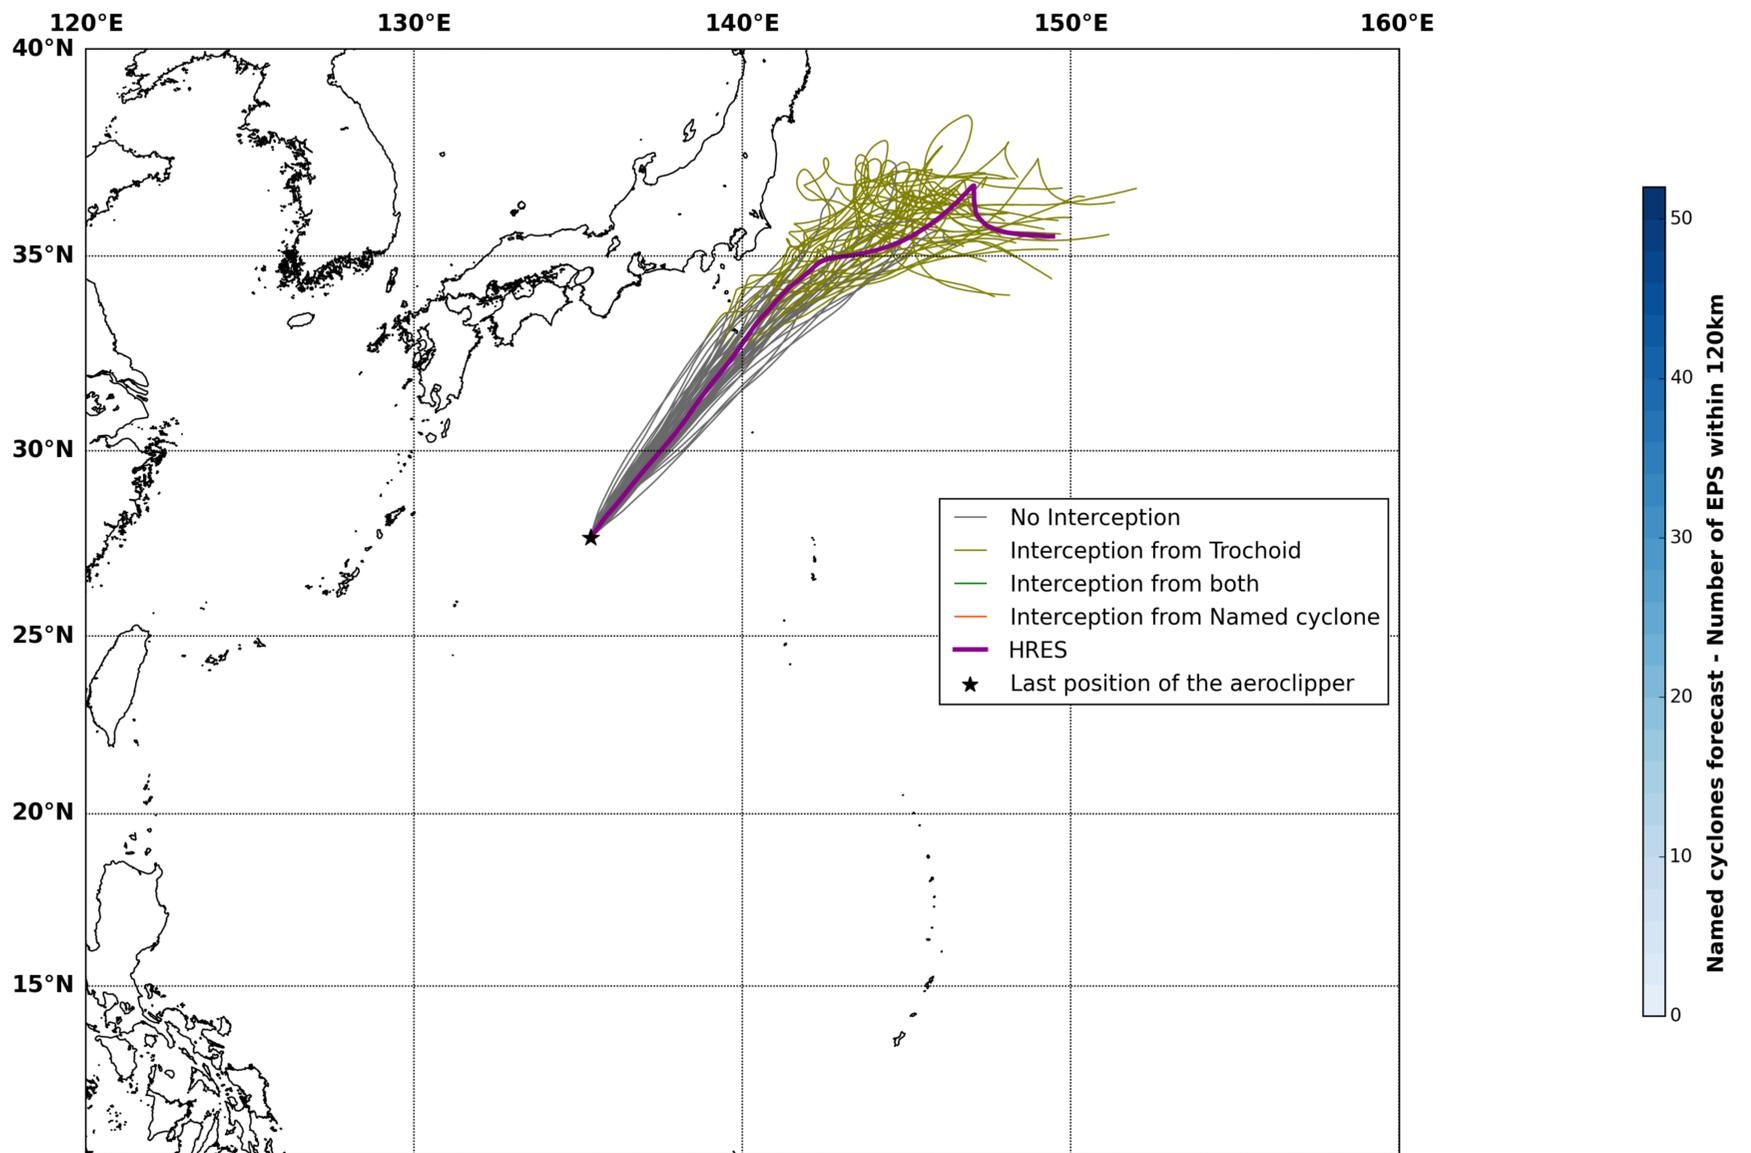 120°E 130°E 140°E 150°E 160°E
40°N
35°N
30°N
25°N
20°N
15°N
No Interception
Interception from Trochoid
Interception from both
Interception from Named cyclone
HRES
Last position of the aeroclipper
50
40
30
20
10
0
Named cyclones forecast - Number of EPS within 120km